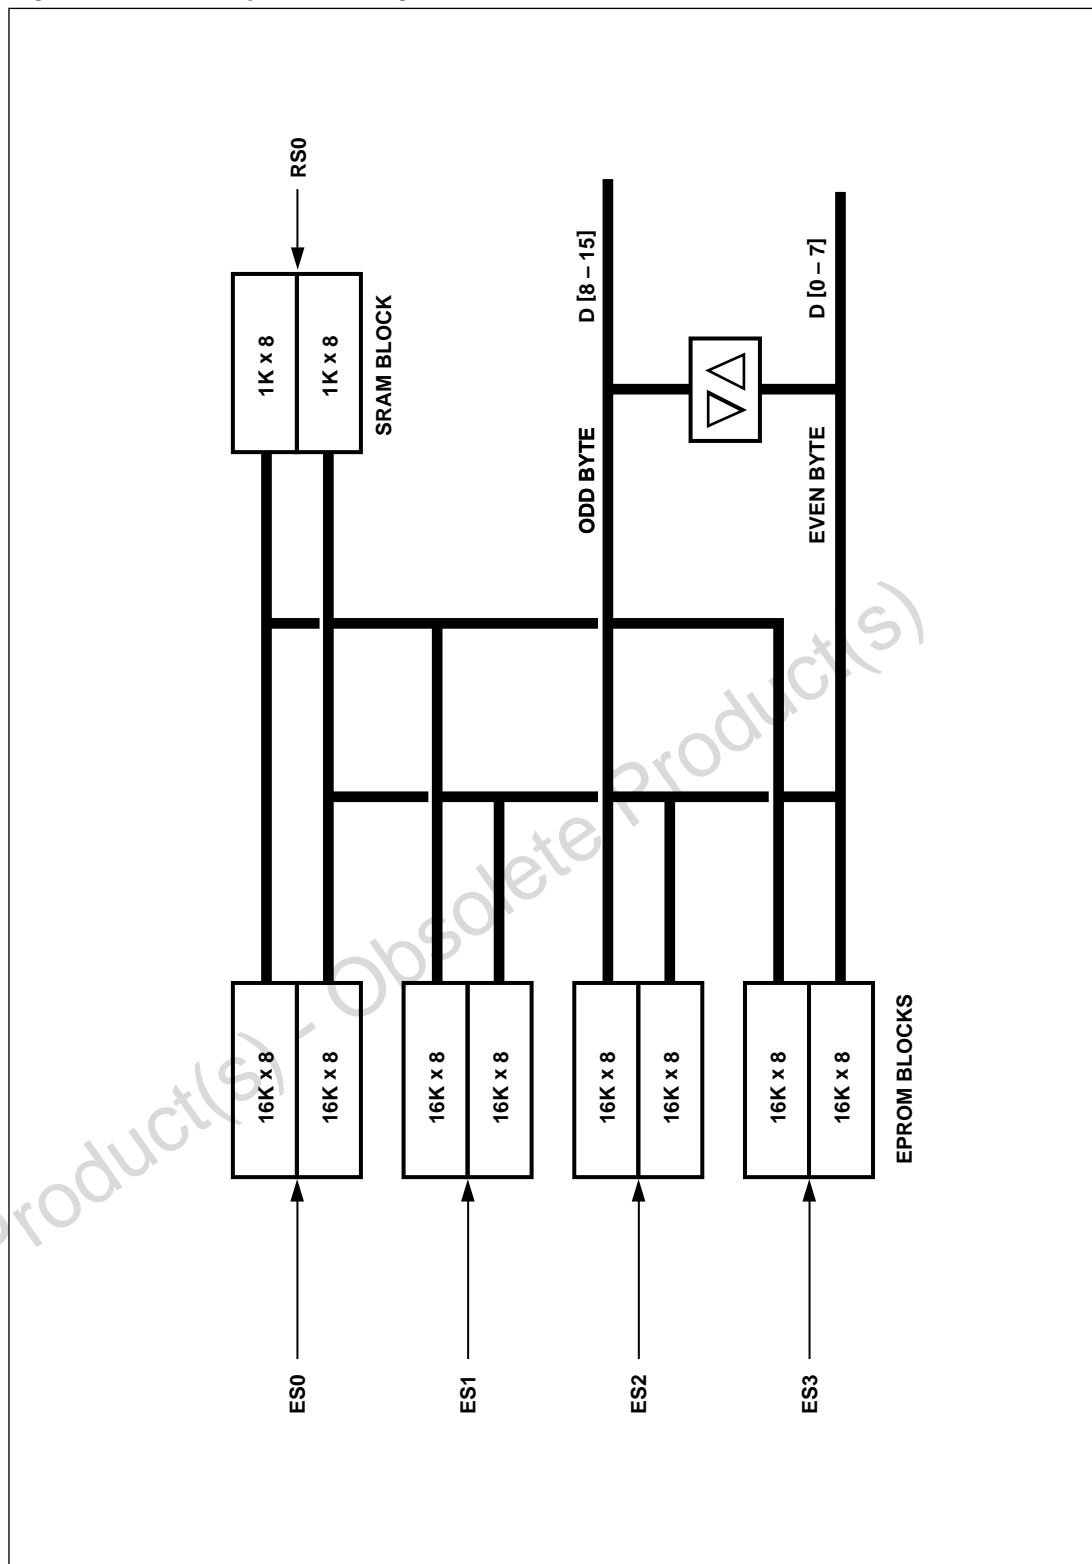 RS0
1K x 8
1K x 8
SRAM BLOCK
D [8 – 15]
D [0 – 7]
ODD BYTE
EVEN BYTE
16K x 8
16K x 8
16K x 8
16K x 8
16K x 8
16K x 8
16K x 8
16K x 8
EPROM BLOCKS
ES0
ES1
ES2
ES3
Product(s) - Obsolete Product(s)